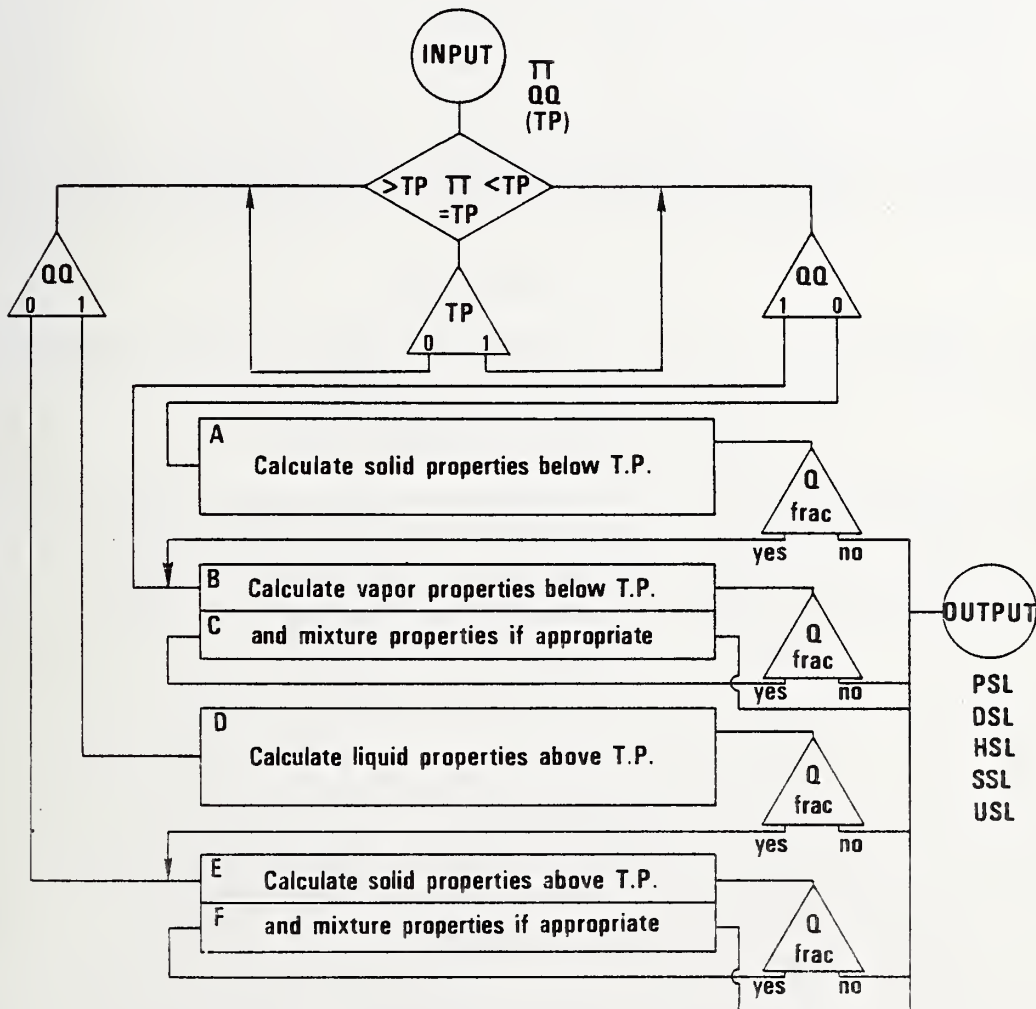 INPUT
TT
QQ
(TP)
>TP TT <TP
=TP
QQ
0 1
TP
0 1
QQ
1 0
A
Calculate solid properties below T.P.
Q
frac
yes no
B
Calculate vapor properties below T.P.
C
and mixture properties if appropriate
Q
frac
yes no
OUTPUT
PSL
DSL
HSL
SSL
USL
D
Calculate liquid properties above T.P.
Q
frac
yes no
E
Calculate solid properties above T.P.
F
and mixture properties if appropriate
Q
frac
yes no